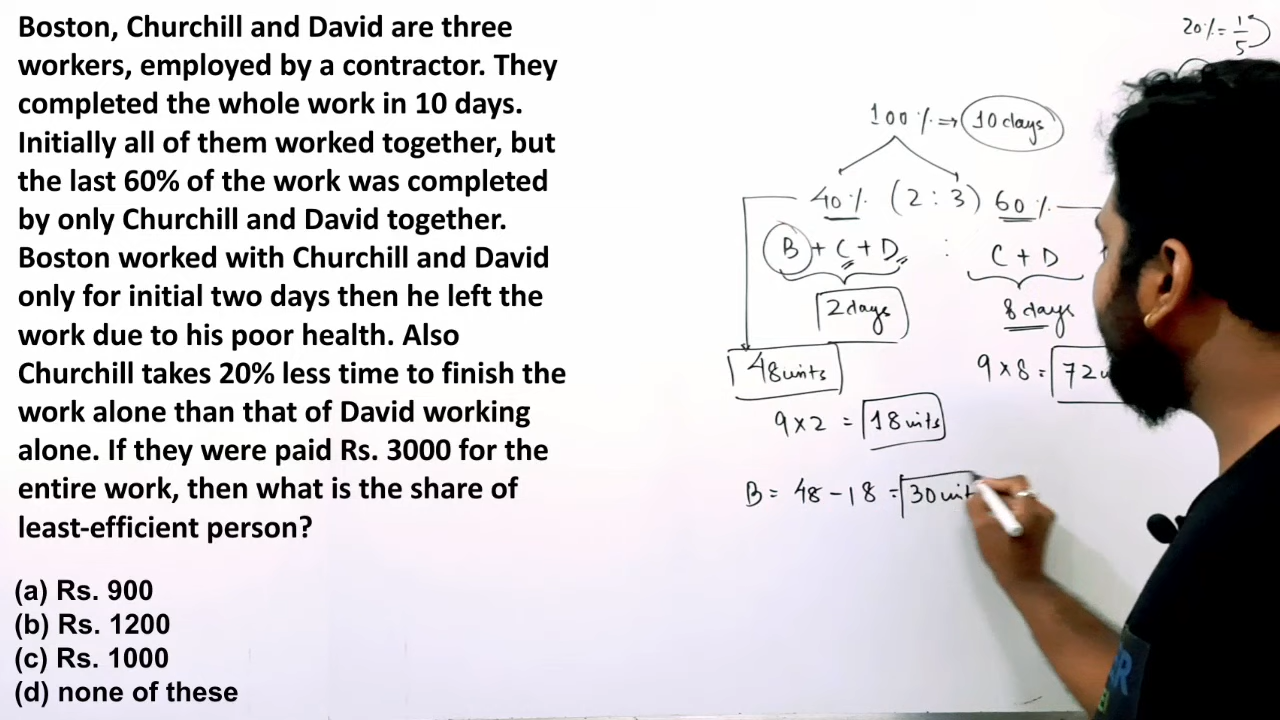 Boston, Churchill and David are three
workers, employed by a contractor. They
completed the whole work in 10 days.
Initially all of them worked together, but
the last 60% of the work was completed
by only Churchill and David together.
Boston worked with Churchill and David
only for initial two days then he left the
work due to his poor health. Also
Churchill takes 20% less time to finish the
work alone than that of David working
alone. If they were paid Rs. 3000 for the
entire work, then what is the share of
least-efficient person?
(a) Rs. 900
(b) Rs. 1200
(c) Rs. 1000
(d) none of these
20% = 1/5
100% ⇒ 10 days
40% (2 : 3) 60%
B + C + D : C + D
2 days 8 days
48 units 9 × 8 = 72
9 × 2 = 18 units
B = 48 - 18 = 30 unit